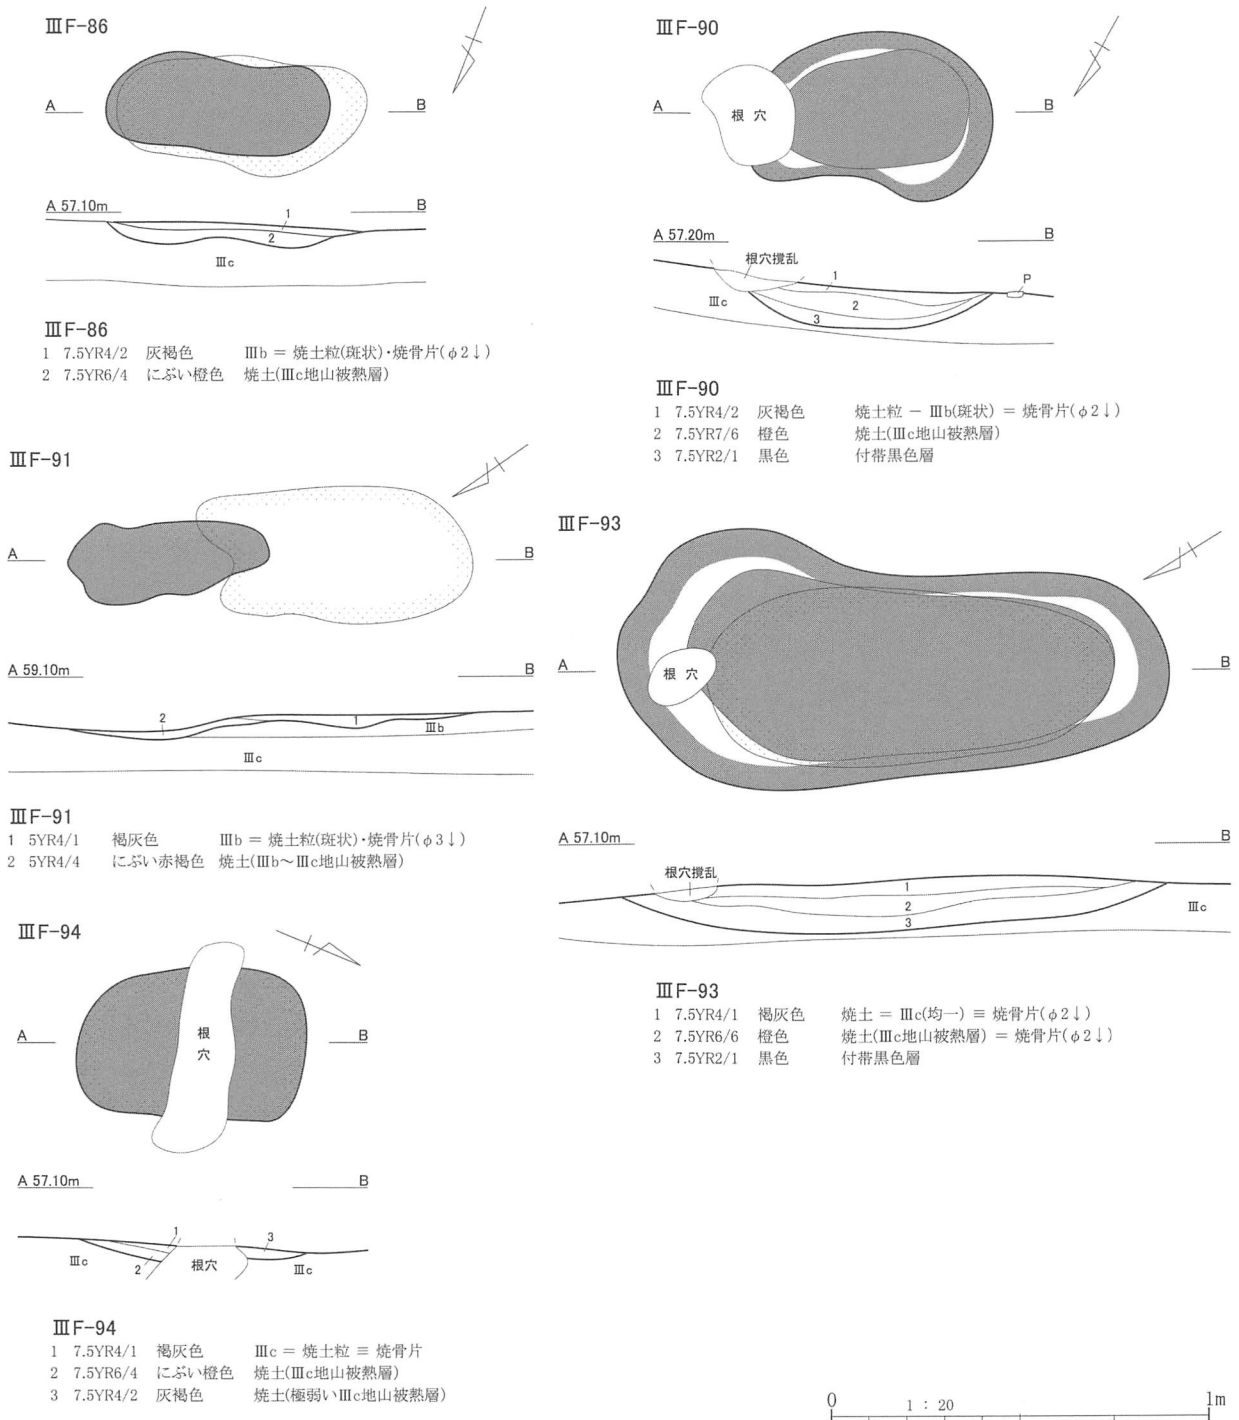 ⅢF-86
A B
A 57.10m B
1
2
Ⅲc
ⅢF-86
1 7.5YR4/2 灰褐色 Ⅲb = 焼土粒(斑状)・焼骨片(φ2↓)
2 7.5YR6/4 にぶい橙色 焼土(Ⅲc地山被熱層)
ⅢF-90
根穴
A B
A 57.20m B
根穴撹乱
1
P
Ⅲc
2
3
ⅢF-90
1 7.5YR4/2 灰褐色 焼土粒 － Ⅲb(斑状) = 焼骨片(φ2↓)
2 7.5YR7/6 橙色 焼土(Ⅲc地山被熱層)
3 7.5YR2/1 黒色 付帯黒色層
ⅢF-91
A B
A 59.10m B
2
1
Ⅲb
Ⅲc
ⅢF-91
1 5YR4/1 褐灰色 Ⅲb = 焼土粒(斑状)・焼骨片(φ3↓)
2 5YR4/4 にぶい赤褐色 焼土(Ⅲb～Ⅲc地山被熱層)
ⅢF-93
A B
根穴
A 57.10m B
根穴撹乱
1
2
Ⅲc
3
ⅢF-93
1 7.5YR4/1 褐灰色 焼土 = Ⅲc(均一) ≡ 焼骨片(φ2↓)
2 7.5YR6/6 橙色 焼土(Ⅲc地山被熱層) = 焼骨片(φ2↓)
3 7.5YR2/1 黒色 付帯黒色層
ⅢF-94
根
穴
A B
A 57.10m B
1
3
Ⅲc
2
根穴
Ⅲc
ⅢF-94
1 7.5YR4/1 褐灰色 Ⅲc = 焼土粒 ≡ 焼骨片
2 7.5YR6/4 にぶい橙色 焼土(Ⅲc地山被熱層)
3 7.5YR4/2 灰褐色 焼土(極弱いⅢc地山被熱層)
0 1 : 20 1m